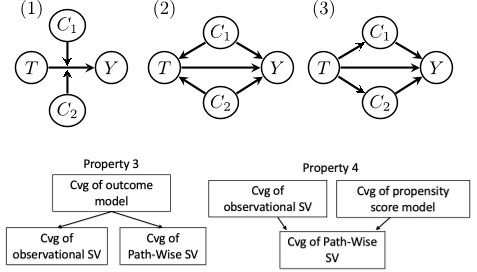 (1)
(2)
(3)
C1
T
Y
C2
C1
T
Y
C2
C1
T
Y
C2
Property 3
Cvg of outcome
model
Cvg of
observational SV
Cvg of
Path-Wise
SV
Property 4
Cvg of
observational SV
Cvg of propensity
score model
Cvg of Path-Wise
SV